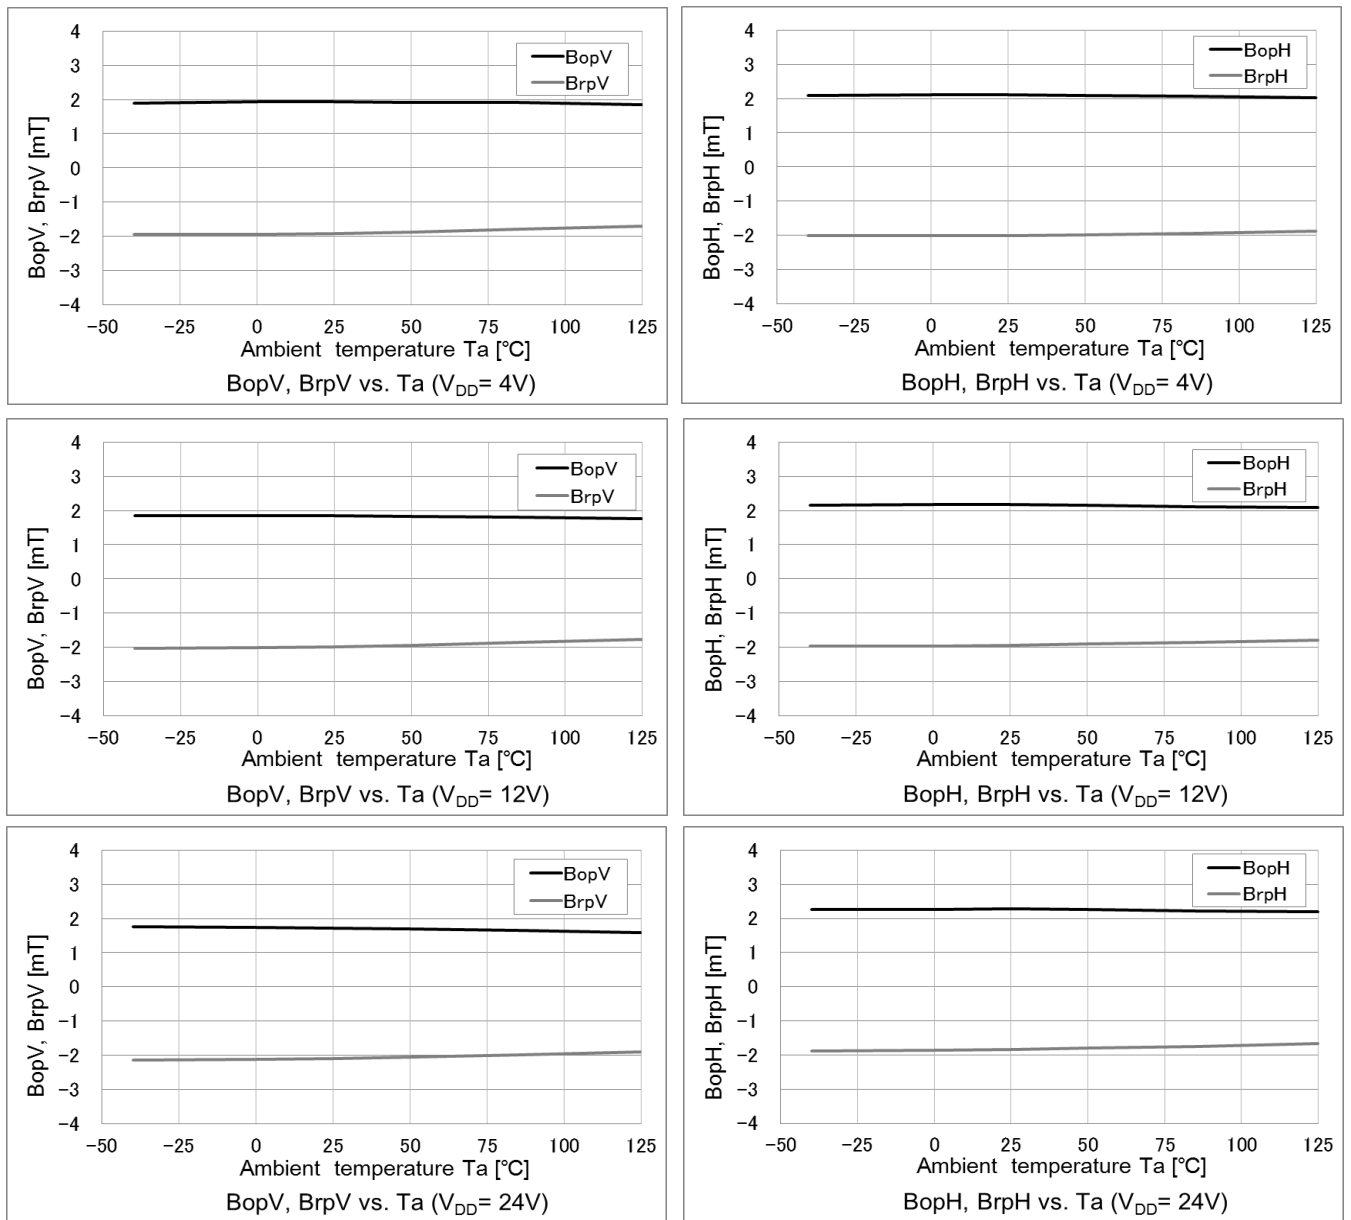 4
3
2
1
0
−1
−2
−3
−4
BopV, BrpV [mT]
BopV
BrpV
−50 −25 0 25 50 75 100 125
Ambient temperature Ta [°C]
BopV, BrpV vs. Ta (VDD= 4V)
4
3
2
1
0
−1
−2
−3
−4
BopH, BrpH [mT]
BopH
BrpH
−50 −25 0 25 50 75 100 125
Ambient temperature Ta [°C]
BopH, BrpH vs. Ta (VDD= 4V)
4
3
2
1
0
−1
−2
−3
−4
BopV, BrpV [mT]
BopV
BrpV
−50 −25 0 25 50 75 100 125
Ambient temperature Ta [°C]
BopV, BrpV vs. Ta (VDD= 12V)
4
3
2
1
0
−1
−2
−3
−4
BopH, BrpH [mT]
BopH
BrpH
−50 −25 0 25 50 75 100 125
Ambient temperature Ta [°C]
BopH, BrpH vs. Ta (VDD= 12V)
4
3
2
1
0
−1
−2
−3
−4
BopV, BrpV [mT]
BopV
BrpV
−50 −25 0 25 50 75 100 125
Ambient temperature Ta [°C]
BopV, BrpV vs. Ta (VDD= 24V)
4
3
2
1
0
−1
−2
−3
−4
BopH, BrpH [mT]
BopH
BrpH
−50 −25 0 25 50 75 100 125
Ambient temperature Ta [°C]
BopH, BrpH vs. Ta (VDD= 24V)